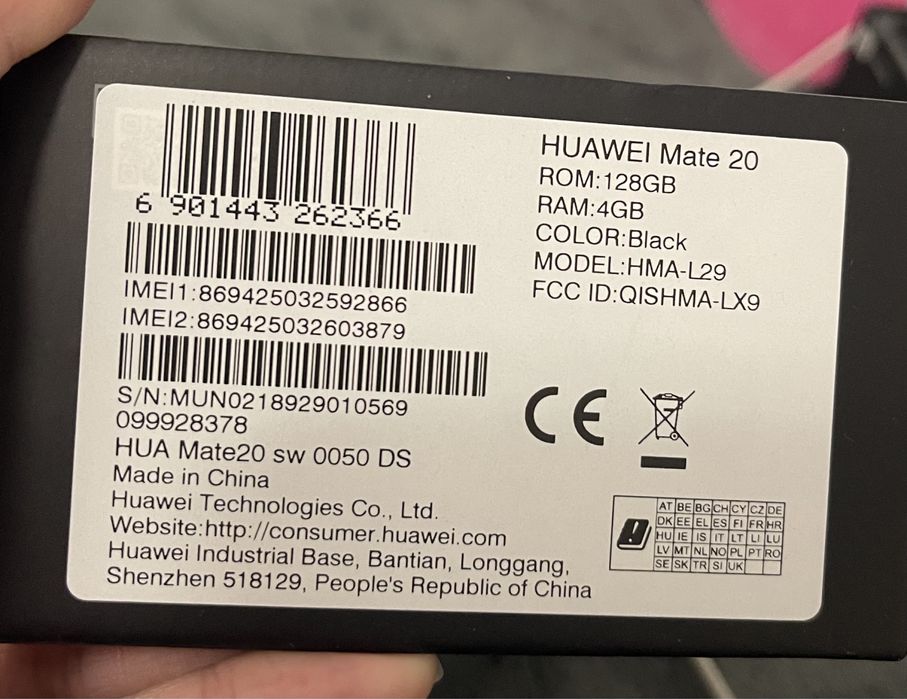 6 901443 262366
IMEI1:869425032592866
IMEI2:869425032603879
S/N:MUN0218929010569
099928378
HUA Mate20 sw 0050 DS
Made in China
Huawei Technologies Co., Ltd.
Website:http://consumer.huawei.com
Huawei Industrial Base, Bantian, Longgang,
Shenzhen 518129, People's Republic of China
HUAWEI Mate 20
ROM:128GB
RAM:4GB
COLOR:Black
MODEL:HMA-L29
FCC ID:QISHMA-LX9
CE
AT BE BG CH CY CZ DE
DK EE EL ES FI FR HR
HU IE IS IT LT LI LU
LV MT NL NO PL PT RO
SE SK TR SI UK